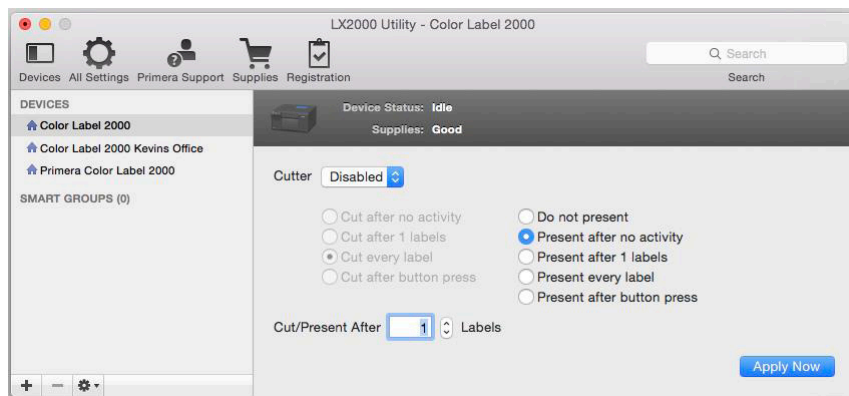 LX2000 Utility - Color Label 2000
Devices All Settings Primera Support Supplies Registration
Search
Search
DEVICES
Color Label 2000
Color Label 2000 Kevins Office
Primera Color Label 2000
SMART GROUPS (0)
Device Status: Idle
Supplies: Good
Cutter Disabled
Cut after no activity
Cut after 1 labels
Cut every label
Cut after button press
Do not present
Present after no activity
Present after 1 labels
Present every label
Present after button press
Cut/Present After 1 Labels
Apply Now